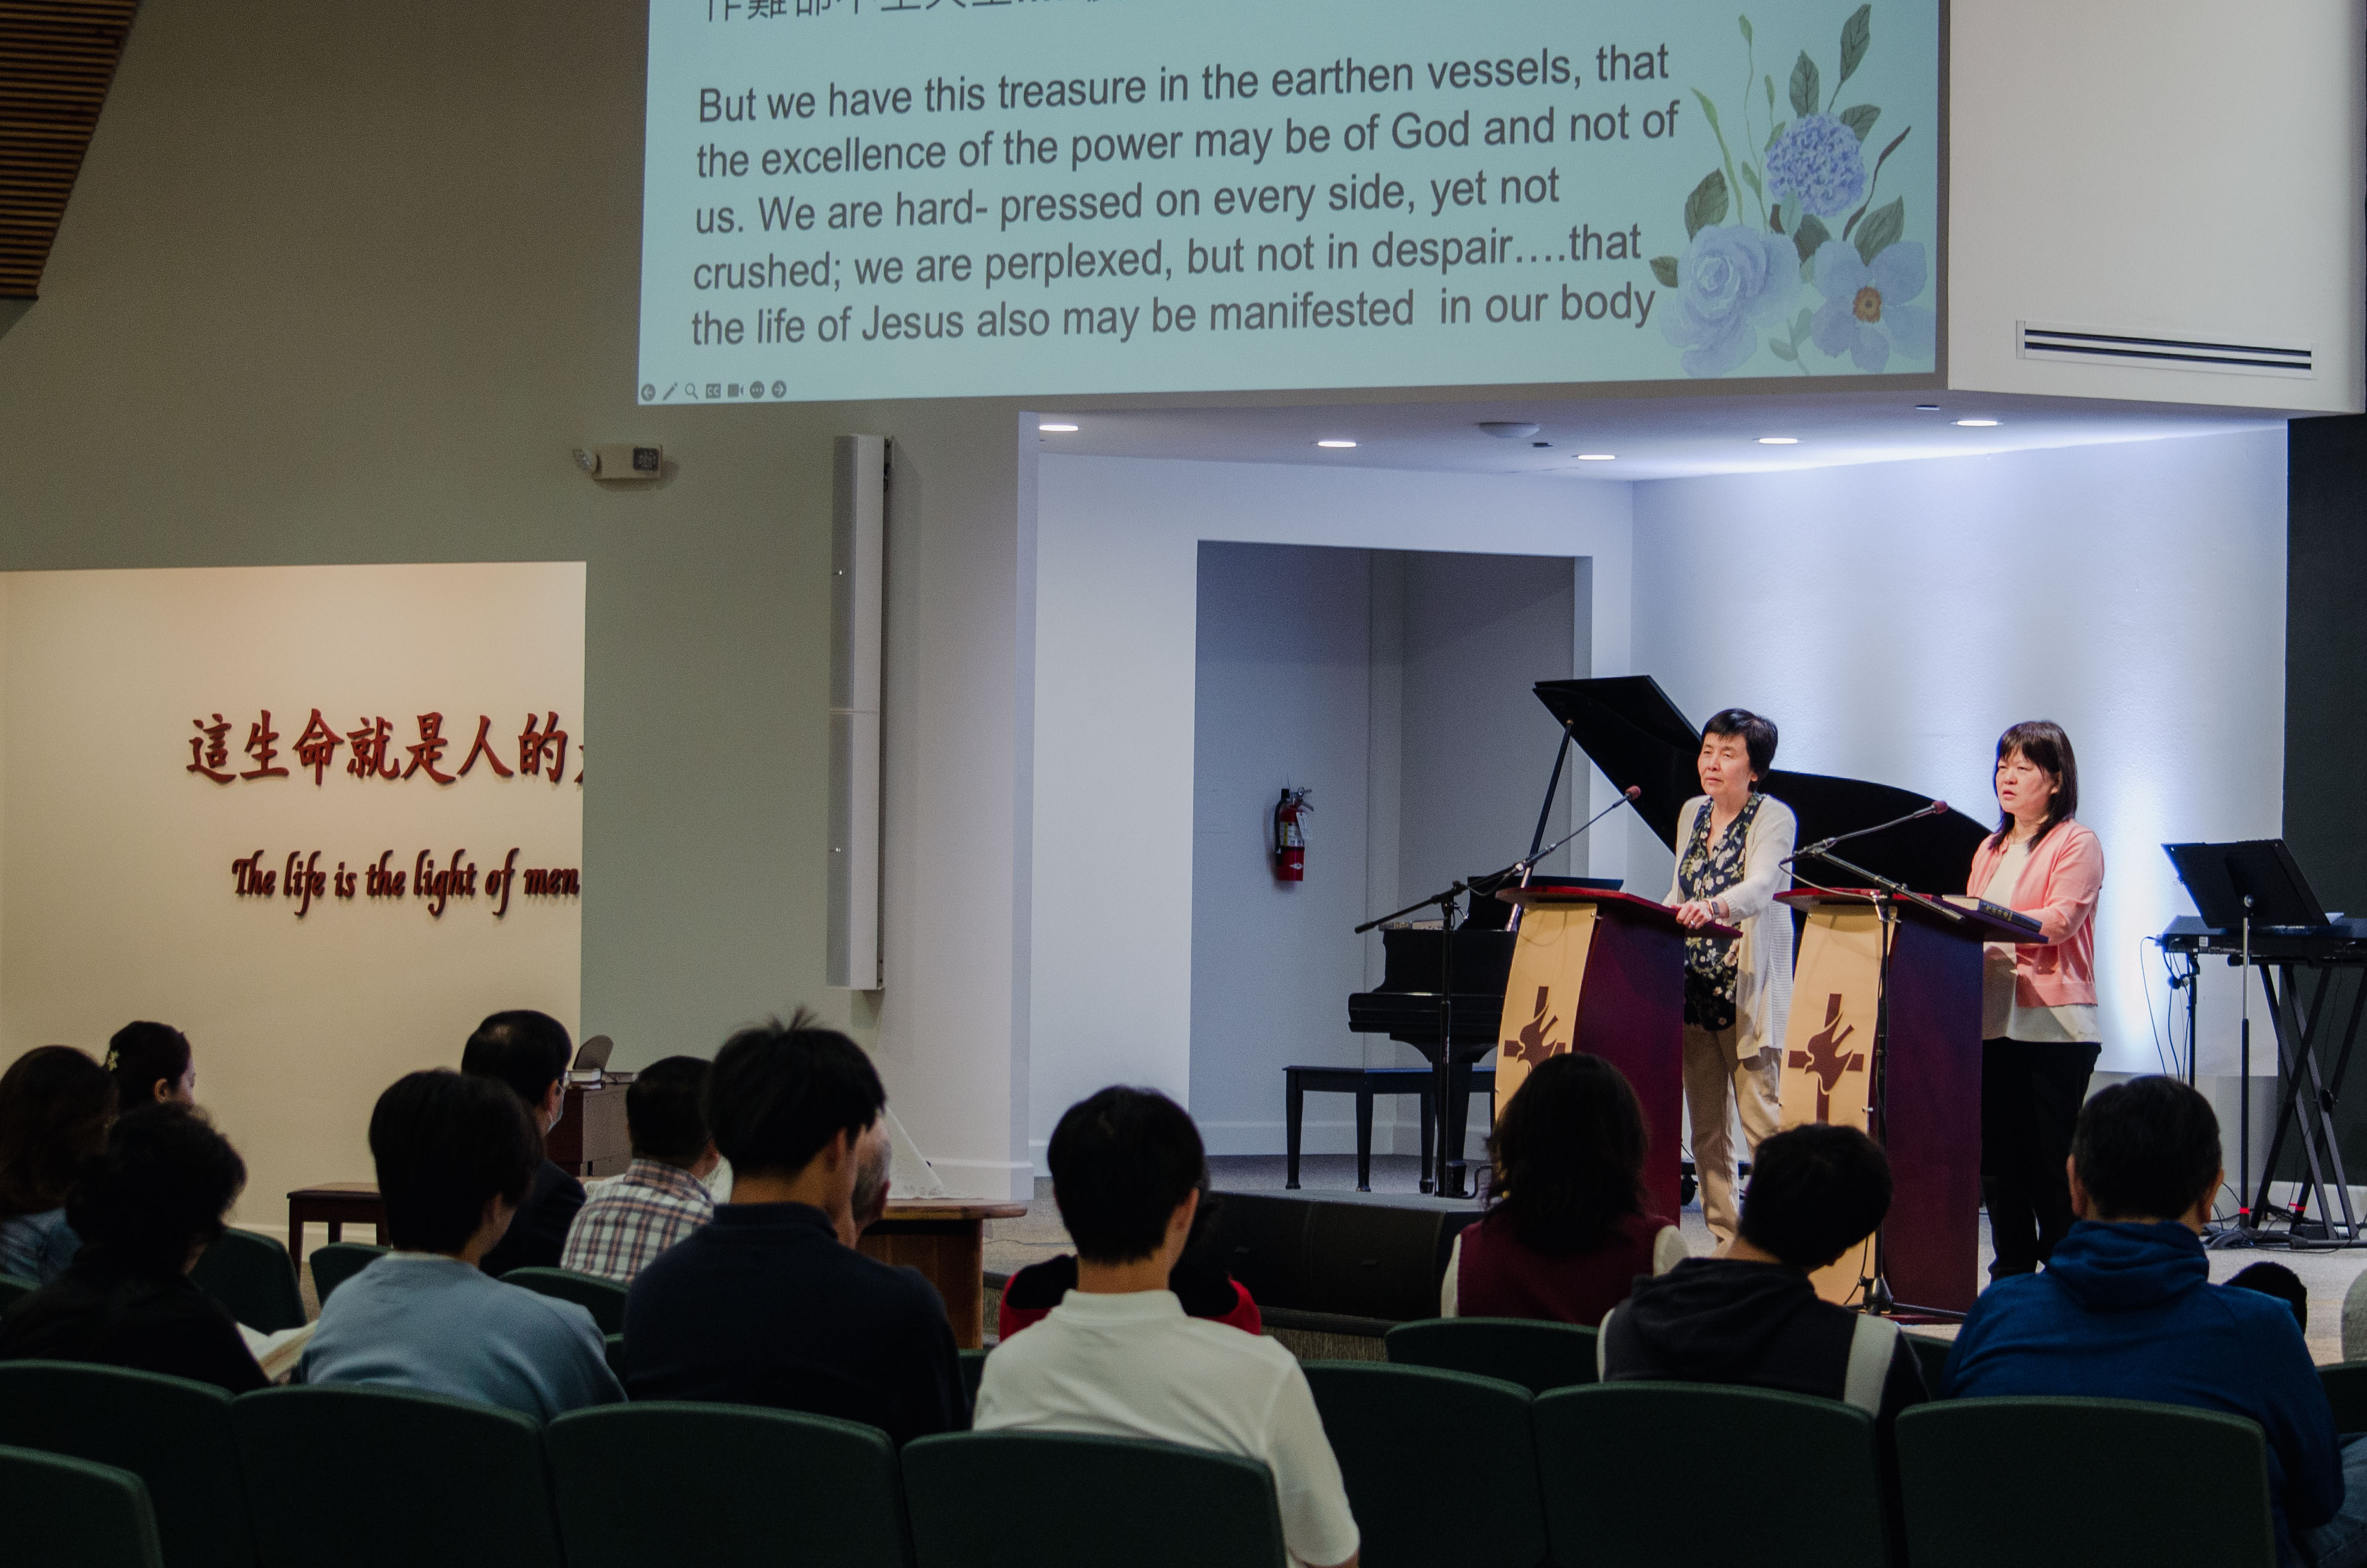 But we have this treasure in the earthen vessels, that
the excellence of the power may be of God and not of
us. We are hard- pressed on every side, yet not
crushed; we are perplexed, but not in despair....that
the life of Jesus also may be manifested in our body
這生命就是人的
The life is the light of men